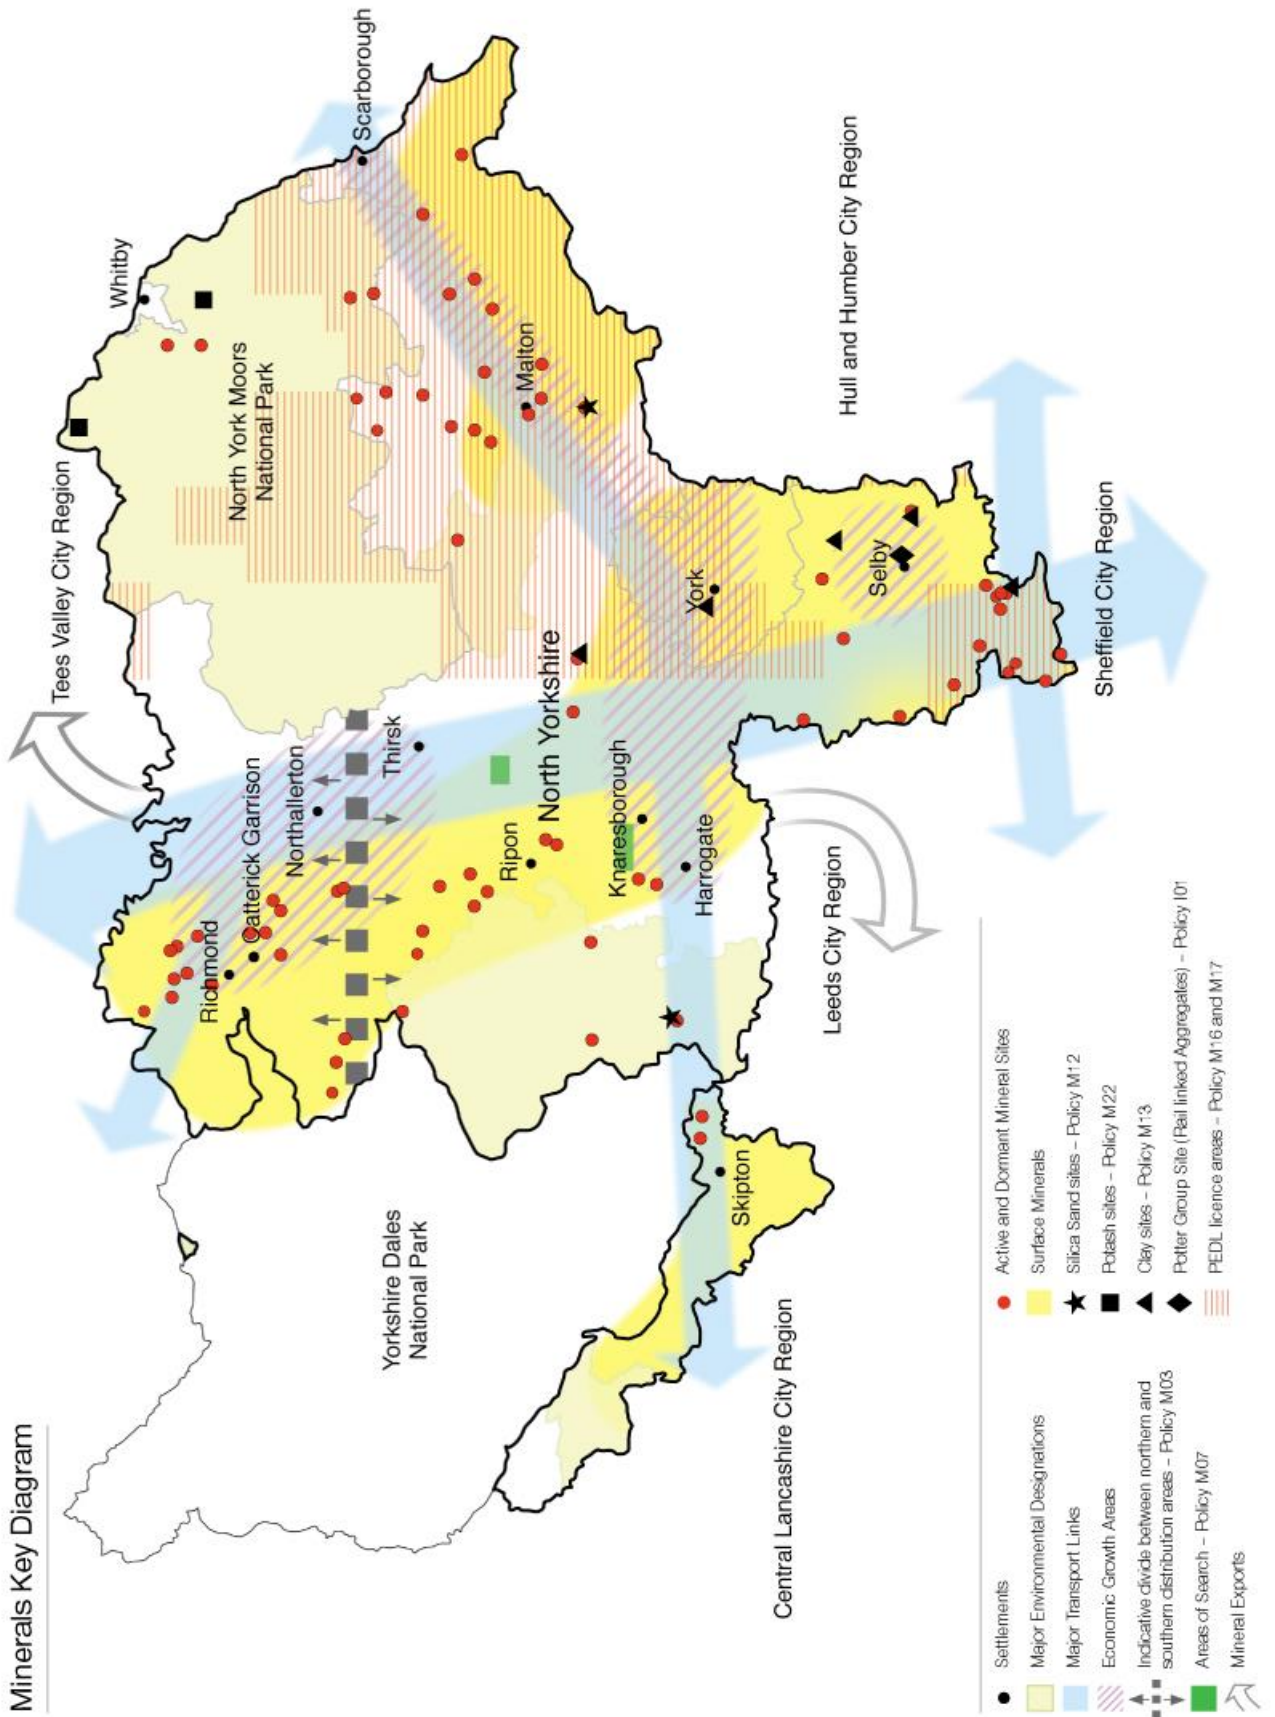 Minerals Key Diagram
Tees Valley City Region
Whitby
Scarborough
North York Moors
National Park
Richmond
Catterick Garrison
Northallerton
Thirsk
Malton
Yorkshire Dales
National Park
Ripon
North Yorkshire
Knaresborough
York
Harrogate
Skipton
Selby
Hull and Humber City Region
Leeds City Region
Central Lancashire City Region
Sheffield City Region
Settlements
Major Environmental Designations
Major Transport Links
Economic Growth Areas
Indicative divide between northern and
southern distribution areas – Policy M03
Areas of Search – Policy M07
Mineral Exports
Active and Dormant Mineral Sites
Surface Minerals
Silica Sand sites – Policy M12
Potash sites – Policy M22
Clay sites – Policy M13
Potter Group Site (Rail linked Aggregates) – Policy I01
PEDL licence areas – Policy M16 and M17